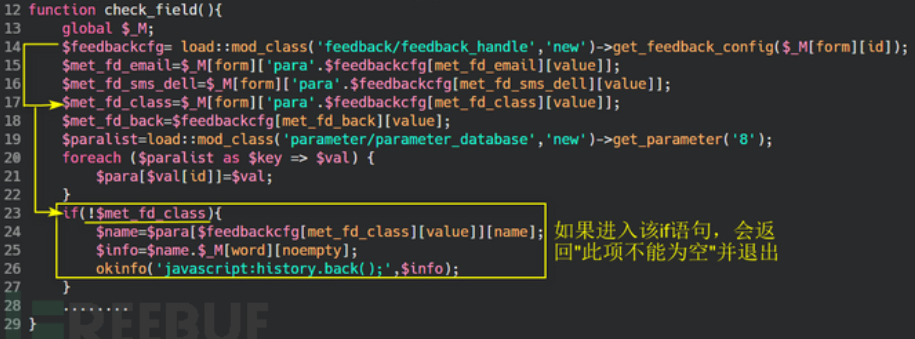 12 function check_field(){
13     global $_M;
14     $feedbackcfg= load::mod_class('feedback/feedback_handle','new')->get_feedback_config($_M[form][id]);
15     $met_fd_email=$_M[form]['para'.$feedbackcfg[met_fd_email][value]];
16     $met_fd_sms_dell=$_M[form]['para'.$feedbackcfg[met_fd_sms_dell][value]];
17     $met_fd_class=$_M[form]['para'.$feedbackcfg[met_fd_class][value]];
18     $met_fd_back=$feedbackcfg[met_fd_back][value];
19     $paralist=load::mod_class('parameter/parameter_database','new')->get_parameter('8');
20     foreach ($paralist as $key => $val) {
21         $para[$val[id]]=$val;
22     }
23     if(!$met_fd_class){
24         $name=$para[$feedbackcfg[met_fd_class][value]][name];
25         $info=$name.$_M[word][noempty];
26         okinfo('javascript:history.back();',$info);
27     }
28     ........
29 }
如果进入该if语句，会返
回"此项不能为空"并退出
FREEBUF